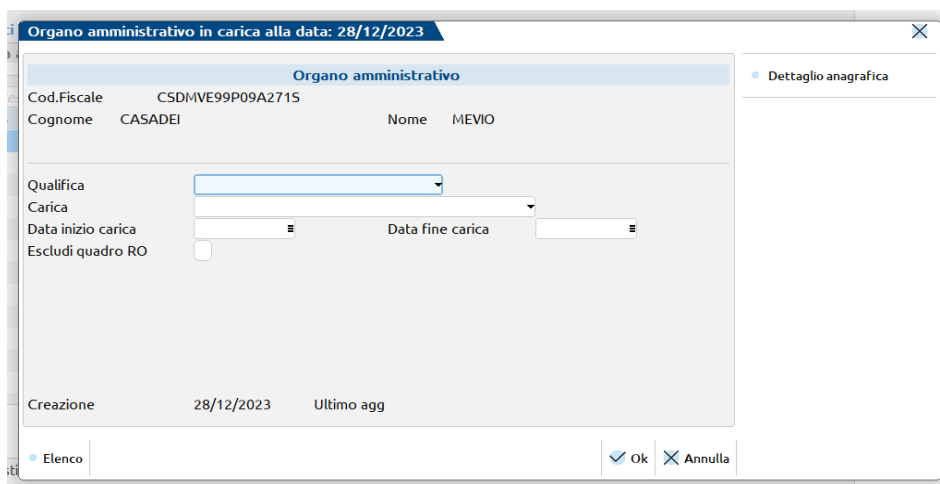 Organo amministrativo in carica alla data: 28/12/2023
Organo amministrativo
Dettaglio anagrafica
Cod.Fiscale CSDMVE99P09A271S
Cognome CASADEI Nome MEVIO
Qualifica
Carica
Data inizio carica Data fine carica
Escludi quadro RO
Creazione 28/12/2023 Ultimo agg
Elenco Ok Annulla